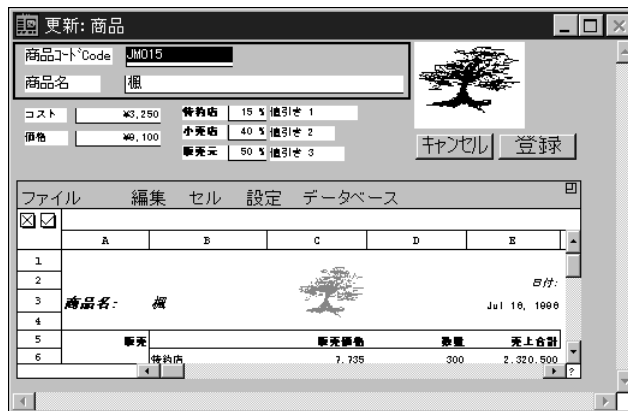 更新: 商品
商品ｺｰﾄﾞCode JM015
商品名 楓
コスト ¥3,250 特約店 15 % 値引き 1
価格 ¥9,100 小売店 40 % 値引き 2
販売元 50 % 値引き 3
キャンセル 登録
ファイル 編集 セル 設定 データベース
A B C D E
1
2 日付:
3 商品名: 楓 Jul 16, 1996
4
5 販売 販売価格 数量 売上合計
6 特約店 7,735 300 2,320,500
?